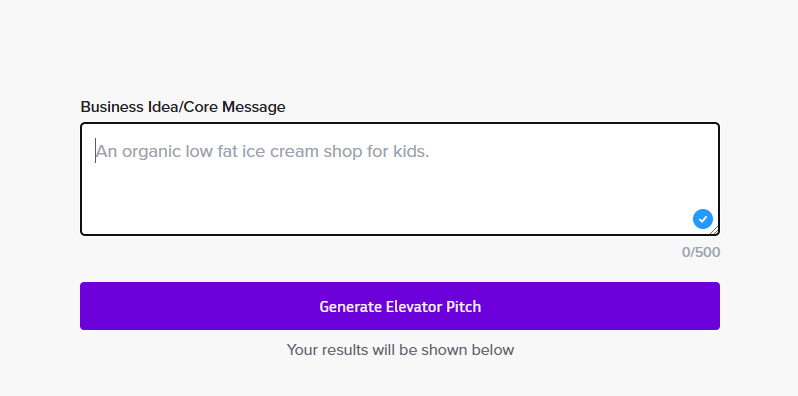 Business Idea/Core Message
An organic low fat ice cream shop for kids.
0/500
Generate Elevator Pitch
Your results will be shown below